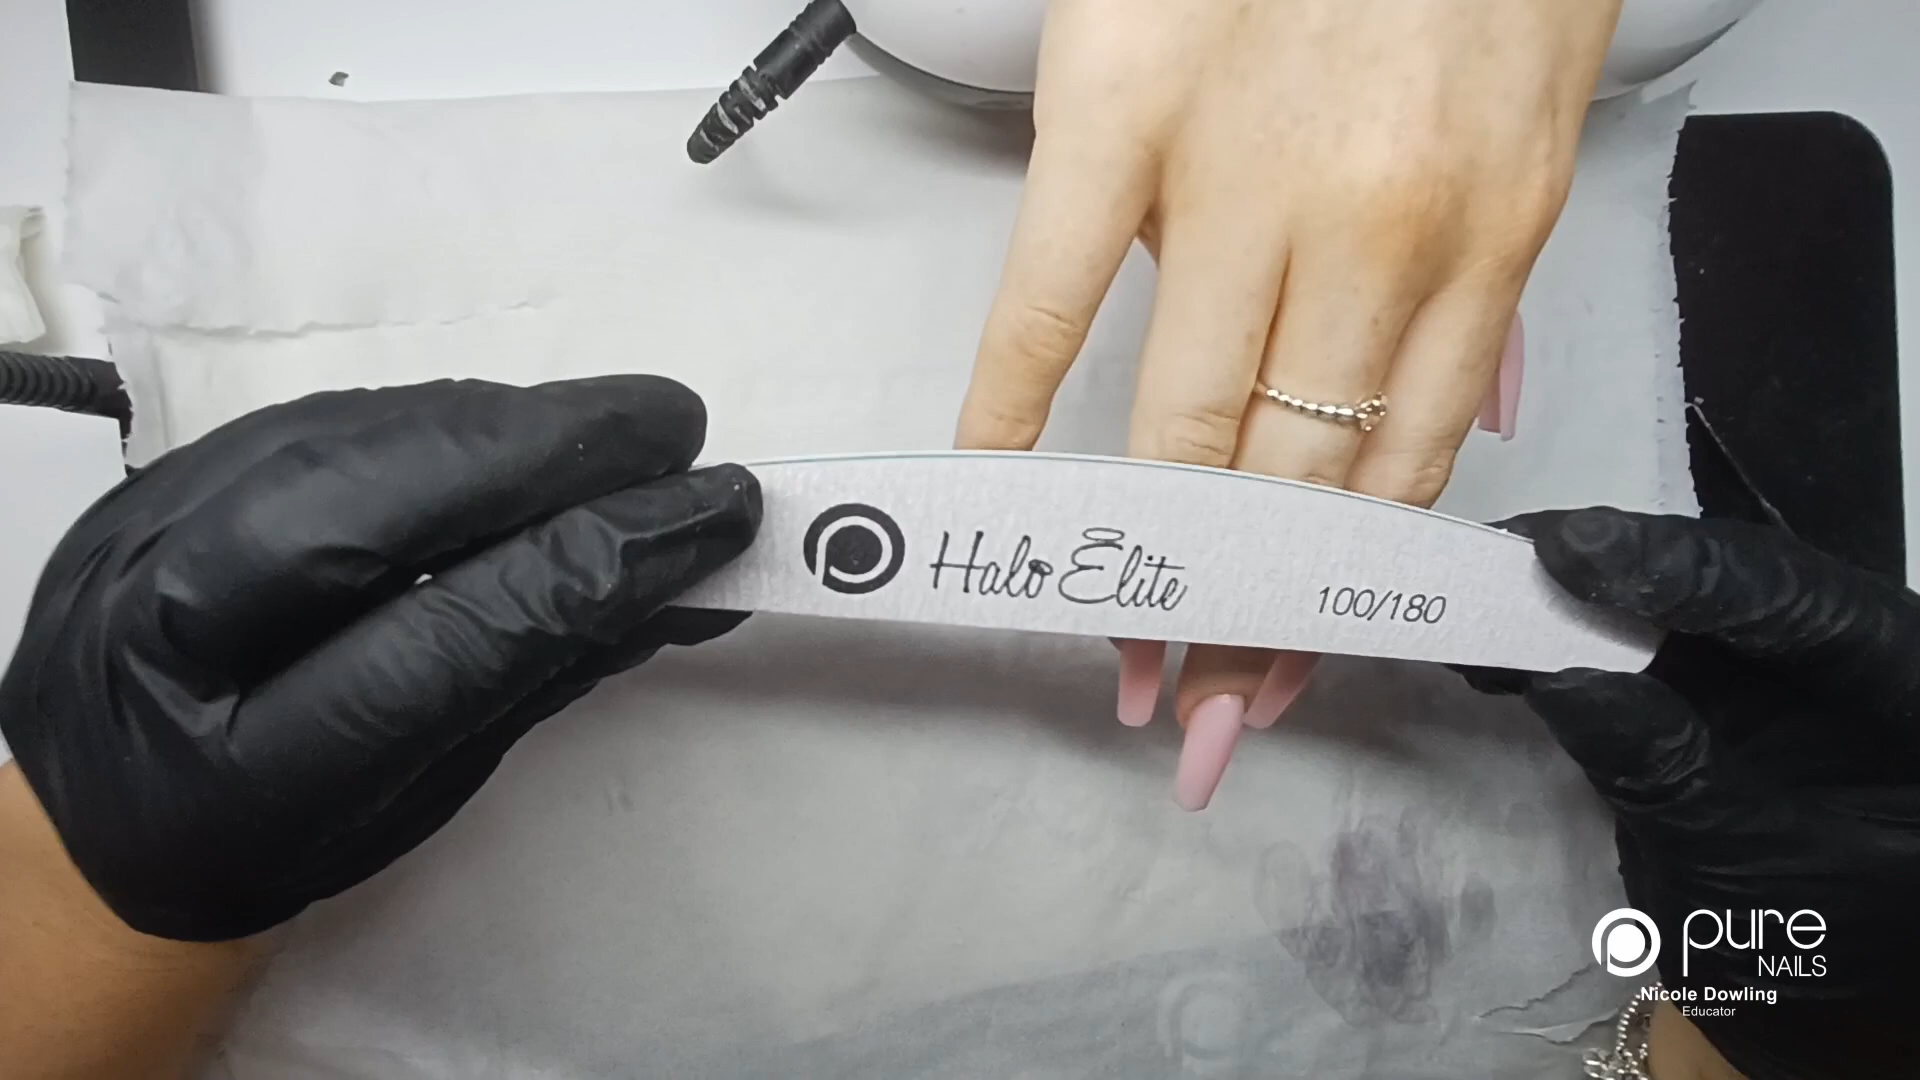 Halo Elite 100/180
pure
NAILS
Nicole Dowling
Educator